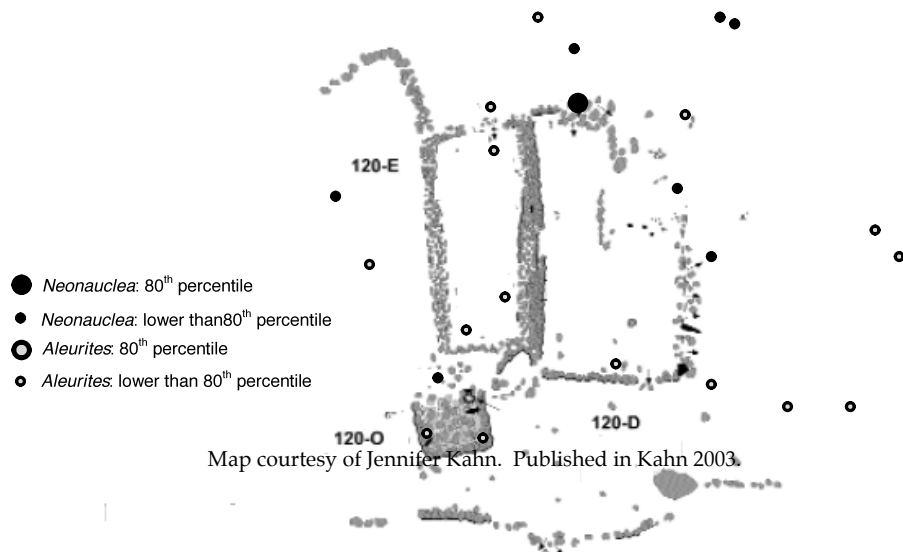 120-E
Neonauclea: 80th percentile
Neonauclea: lower than80th percentile
Aleurites: 80th percentile
Aleurites: lower than 80th percentile
120-D
120-O
Map courtesy of Jennifer Kahn. Published in Kahn 2003.